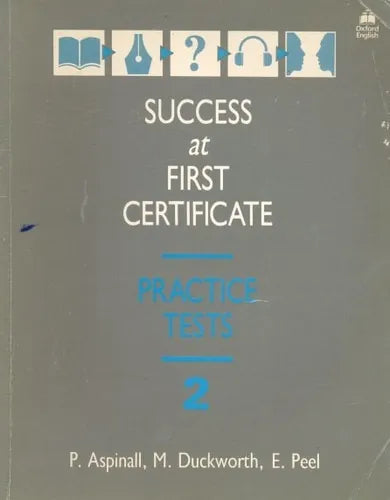 Oxford
English
?
SUCCESS
at
FIRST
CERTIFICATE
PRACTICE
TESTS
2
P. Aspinall, M. Duckworth, E. Peel